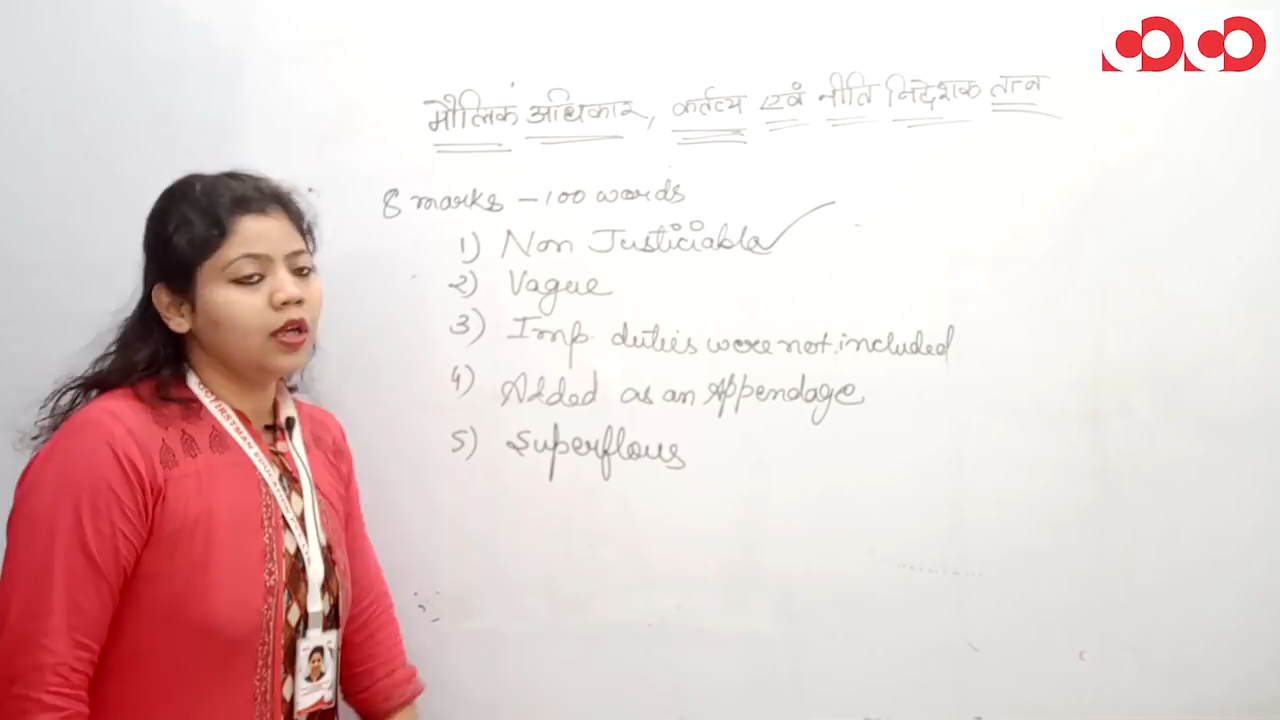 मौलिक अधिकार, कर्तव्य एवं नीति निदेशक तत्व
8 marks - 100 words
1) Non Justiciable
2) Vague
3) Imp. duties were not included
4) Added as an Appendage
5) Superflous